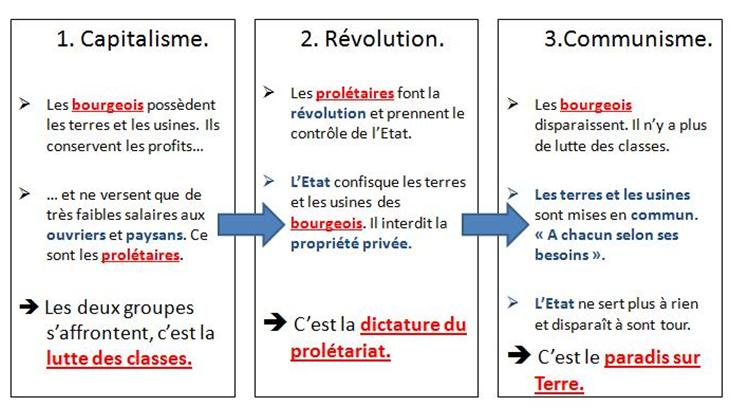 1. Capitalisme.
Les bourgeois possèdent
les terres et les usines. Ils
conservent les profits...
... et ne versent que de
très faibles salaires aux
ouvriers et paysans. Ce
sont les prolétaires.
Les deux groupes
s'affrontent, c'est la
lutte des classes.
2. Révolution.
Les prolétaires font la
révolution et prennent le
contrôle de l'Etat.
L'Etat confisque les terres
et les usines des
bourgeois. Il interdit la
propriété privée.
C'est la dictature du
prolétariat.
3.Communisme.
Les bourgeois
disparaissent. Il n'y a plus
de lutte des classes.
Les terres et les usines
sont mises en commun.
« A chacun selon ses
besoins ».
L'Etat ne sert plus à rien
et disparaît à sont tour.
C'est le paradis sur
Terre.